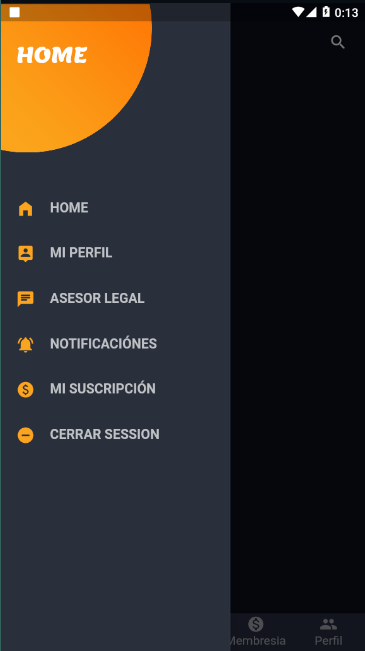 0:13
HOME
HOME
MI PERFIL
ASESOR LEGAL
NOTIFICACIÓNES
MI SUSCRIPCIÓN
CERRAR SESSION
Membresia
Perfil